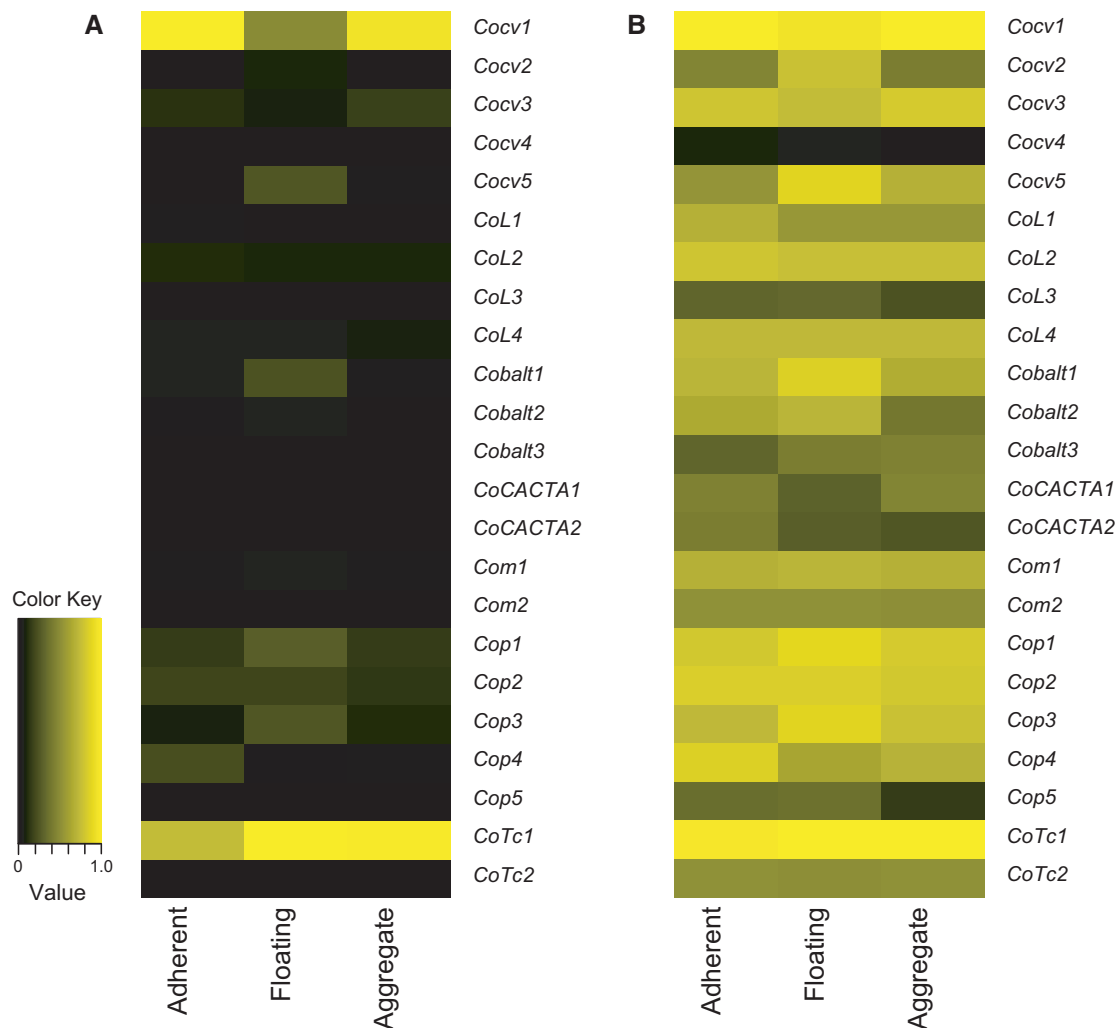 A
B
Cocv1
Cocv1
Cocv2
Cocv2
Cocv3
Cocv3
Cocv4
Cocv4
Cocv5
Cocv5
CoL1
CoL1
CoL2
CoL2
CoL3
CoL3
CoL4
CoL4
Cobalt1
Cobalt1
Cobalt2
Cobalt2
Cobalt3
Cobalt3
CoCACTA1
CoCACTA1
CoCACTA2
CoCACTA2
Com1
Com1
Com2
Com2
Cop1
Cop1
Cop2
Cop2
Cop3
Cop3
Cop4
Cop4
Cop5
Cop5
CoTc1
CoTc1
CoTc2
CoTc2
Color Key
0 1.0
Value
Adherent
Floating
Aggregate
Adherent
Floating
Aggregate